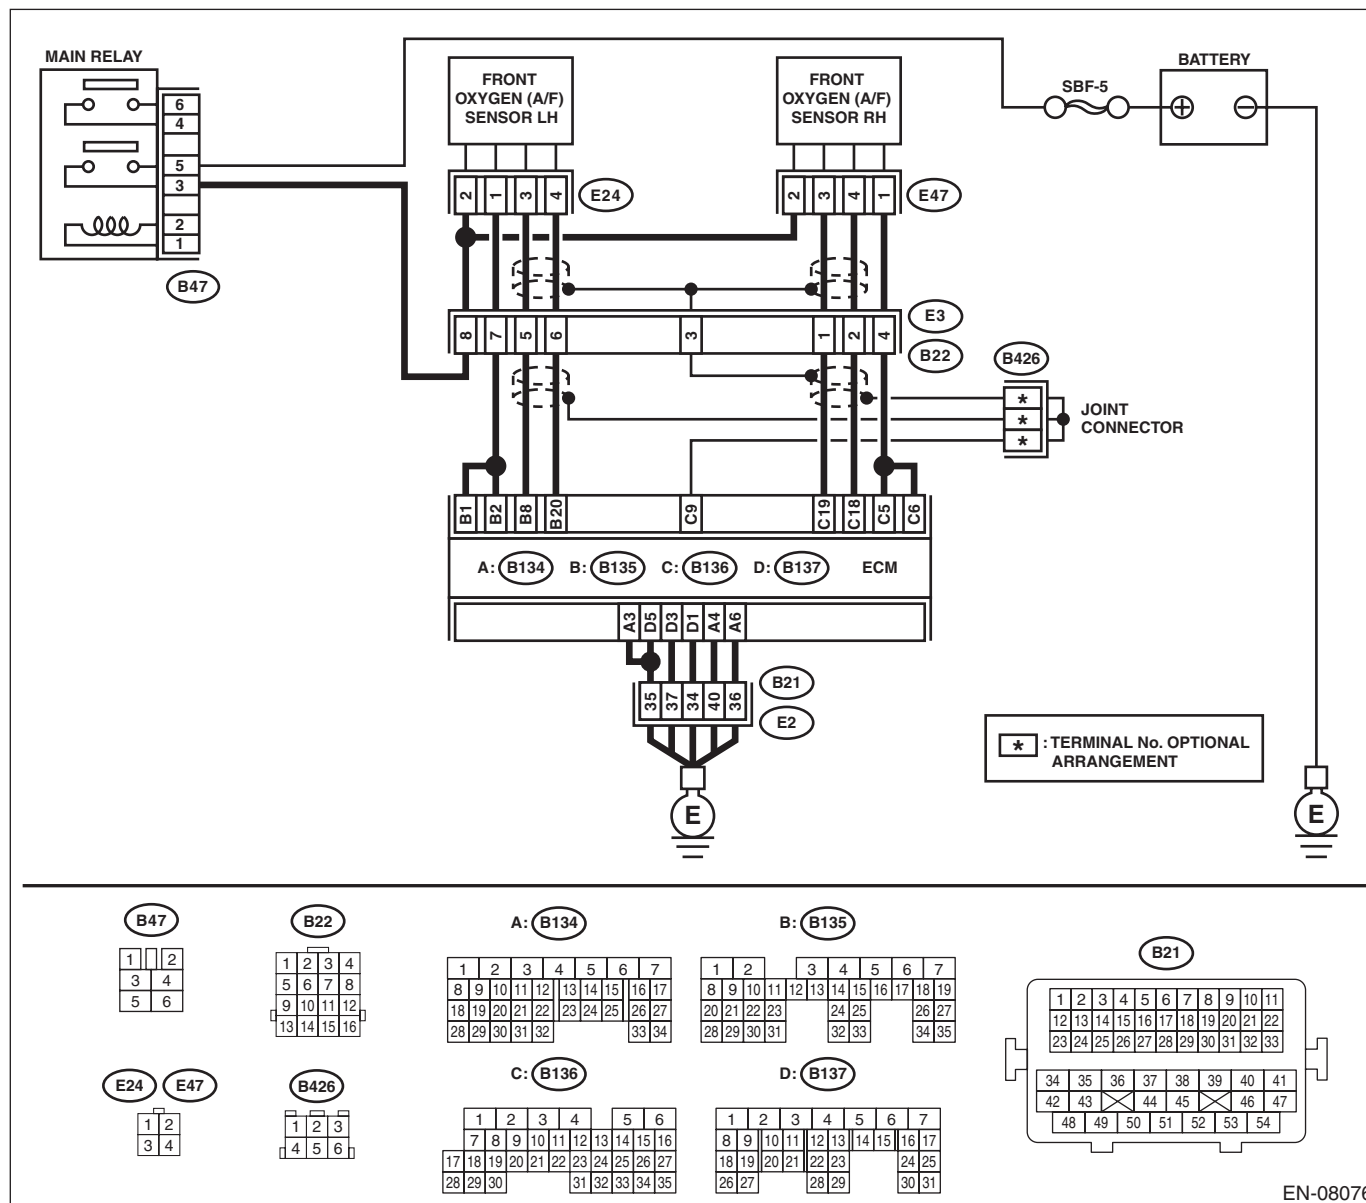 MAIN RELAY
6
4
5
3
2
1
B47
FRONT
OXYGEN (A/F)
SENSOR LH
FRONT
OXYGEN (A/F)
SENSOR RH
SBF-5
BATTERY
2 1 3 4
E24
2 3 4 1
E47
E3
8 7 5 6 3 1 2 4
B22
B426
*
*
*
JOINT
CONNECTOR
B1 B2 B8 B20 C9 C19 C18 C5 C6
A: B134 B: B135 C: B136 D: B137 ECM
A3 D5 D3 D1 A4 A6
B21
35 37 34 40 36
E2
E
* : TERMINAL No. OPTIONAL
ARRANGEMENT
E
B47
1 2
3 4
5 6
B22
1 2 3 4
5 6 7 8
9 10 11 12
13 14 15 16
A: B134
1 2 3 4 5 6 7
8 9 10 11 12 13 14 15 16 17
18 19 20 21 22 23 24 25 26 27
28 29 30 31 32 33 34
B: B135
1 2 3 4 5 6 7
8 9 10 11 12 13 14 15 16 17 18 19
20 21 22 23 24 25 26 27
28 29 30 31 32 33 34 35
B21
1 2 3 4 5 6 7 8 9 10 11
12 13 14 15 16 17 18 19 20 21 22
23 24 25 26 27 28 29 30 31 32 33
34 35 36 37 38 39 40 41
42 43 44 45 46 47
48 49 50 51 52 53 54
E24 E47
1 2
3 4
B426
1 2 3
4 5 6
C: B136
1 2 3 4 5 6
7 8 9 10 11 12 13 14 15 16
17 18 19 20 21 22 23 24 25 26 27
28 29 30 31 32 33 34 35
D: B137
1 2 3 4 5 6 7
8 9 10 11 12 13 14 15 16 17
18 19 20 21 22 23 24 25
26 27 28 29 30 31
EN-08076